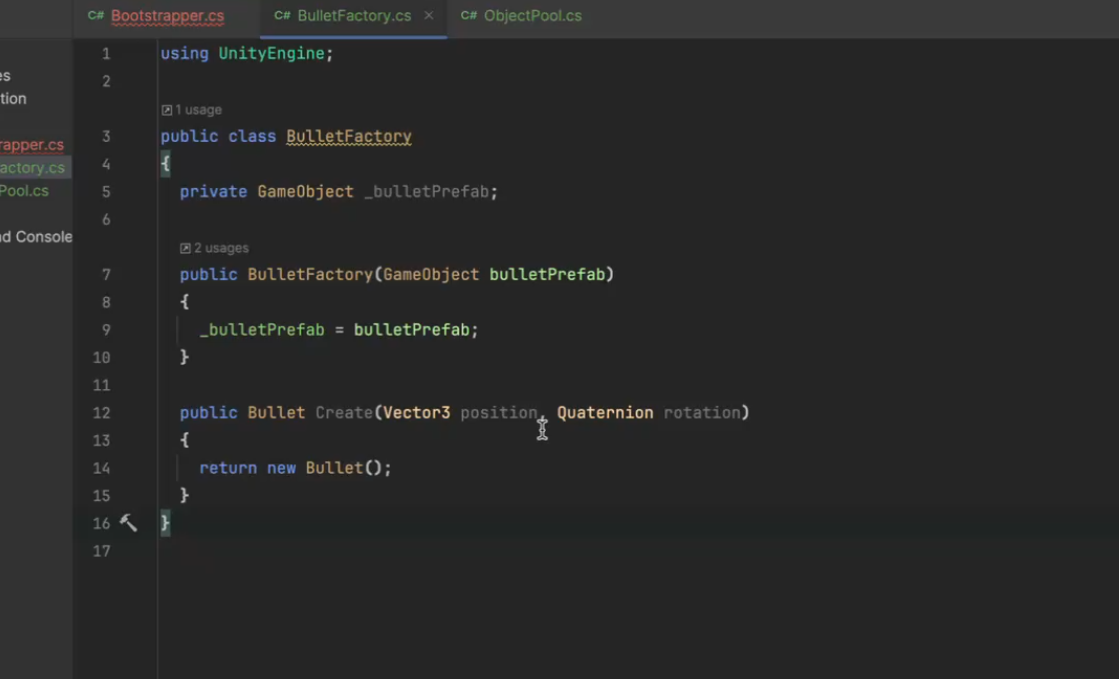 C# Bootstrapper.cs C# BulletFactory.cs × C# ObjectPool.cs
1 using UnityEngine;
2
es
tion
1 usage
3 public class BulletFactory
rapper.cs
4 {
actory.cs
5 private GameObject _bulletPrefab;
Pool.cs
6
nd Console
2 usages
7 public BulletFactory(GameObject bulletPrefab)
8 {
9 _bulletPrefab = bulletPrefab;
10 }
11
12 public Bullet Create(Vector3 position, Quaternion rotation)
13 {
14 return new Bullet();
15 }
16 }
17